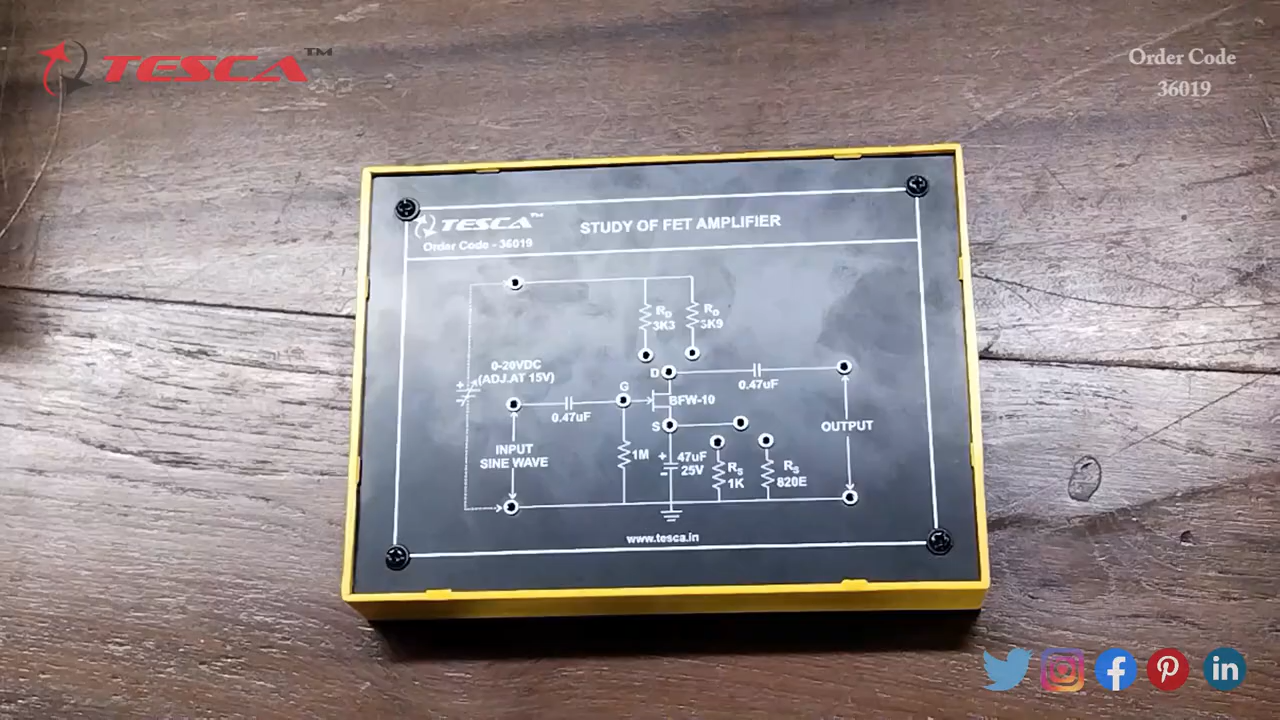 TESCA™
Order Code
36019
TESCA™
Order Code - 36019
STUDY OF FET AMPLIFIER
RD
3K3
RD
3K9
0-20VDC
(ADJ.AT 15V)
+
-
D
0.47uF
G
0.47uF
BFW-10
S
OUTPUT
INPUT
SINE WAVE
1M
+
-
47uF
25V
RS
1K
RS
820E
www.tesca.in